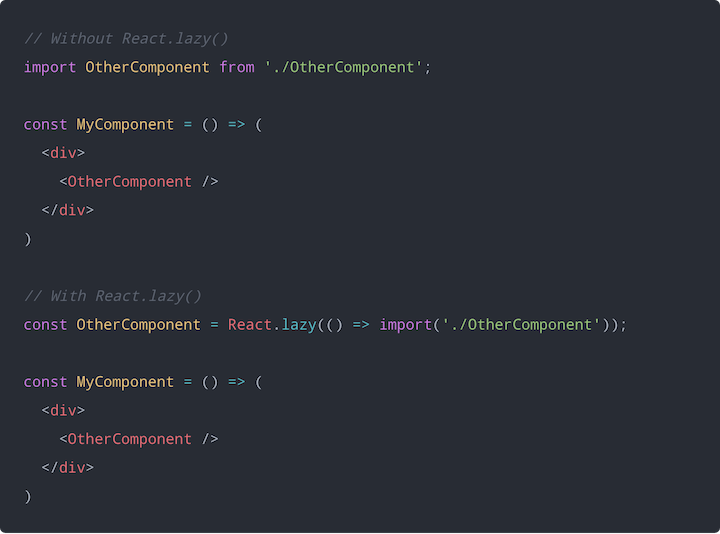 // Without React.lazy()
import OtherComponent from './OtherComponent';
const MyComponent = () => (
<div>
<OtherComponent />
</div>
)
// With React.lazy()
const OtherComponent = React.lazy(() => import('./OtherComponent'));
const MyComponent = () => (
<div>
<OtherComponent />
</div>
)